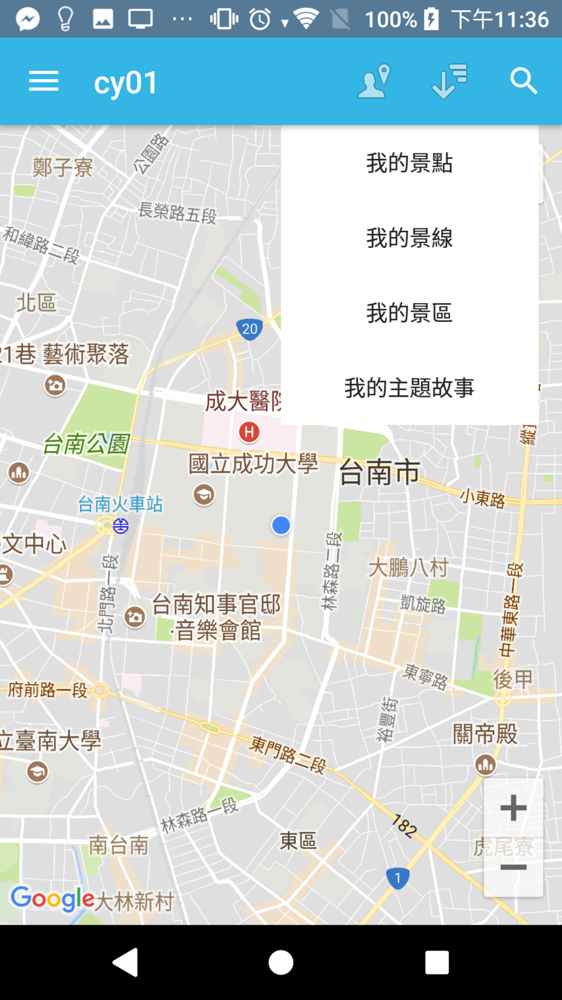 100% 下午11:36
cy01
我的景點
我的景線
我的景區
我的主題故事
公園路
鄭子寮
長榮路五段
和緯路二段
北區
20
21巷 藝術聚落
成大醫院
H
台南公園
國立成功大學
台南市
小東路
台南火車站
文中心
林森路二段
大鵬八村
北門路一段
凱旋路
中華東路一段
台南知事官邸
·音樂會館
東寧路
後甲
府前路一段
裕豐街
關帝殿
立臺南大學
東門路二段
林森路一段
182
東區
南台南
虎尾寮
1
Google
大林新村